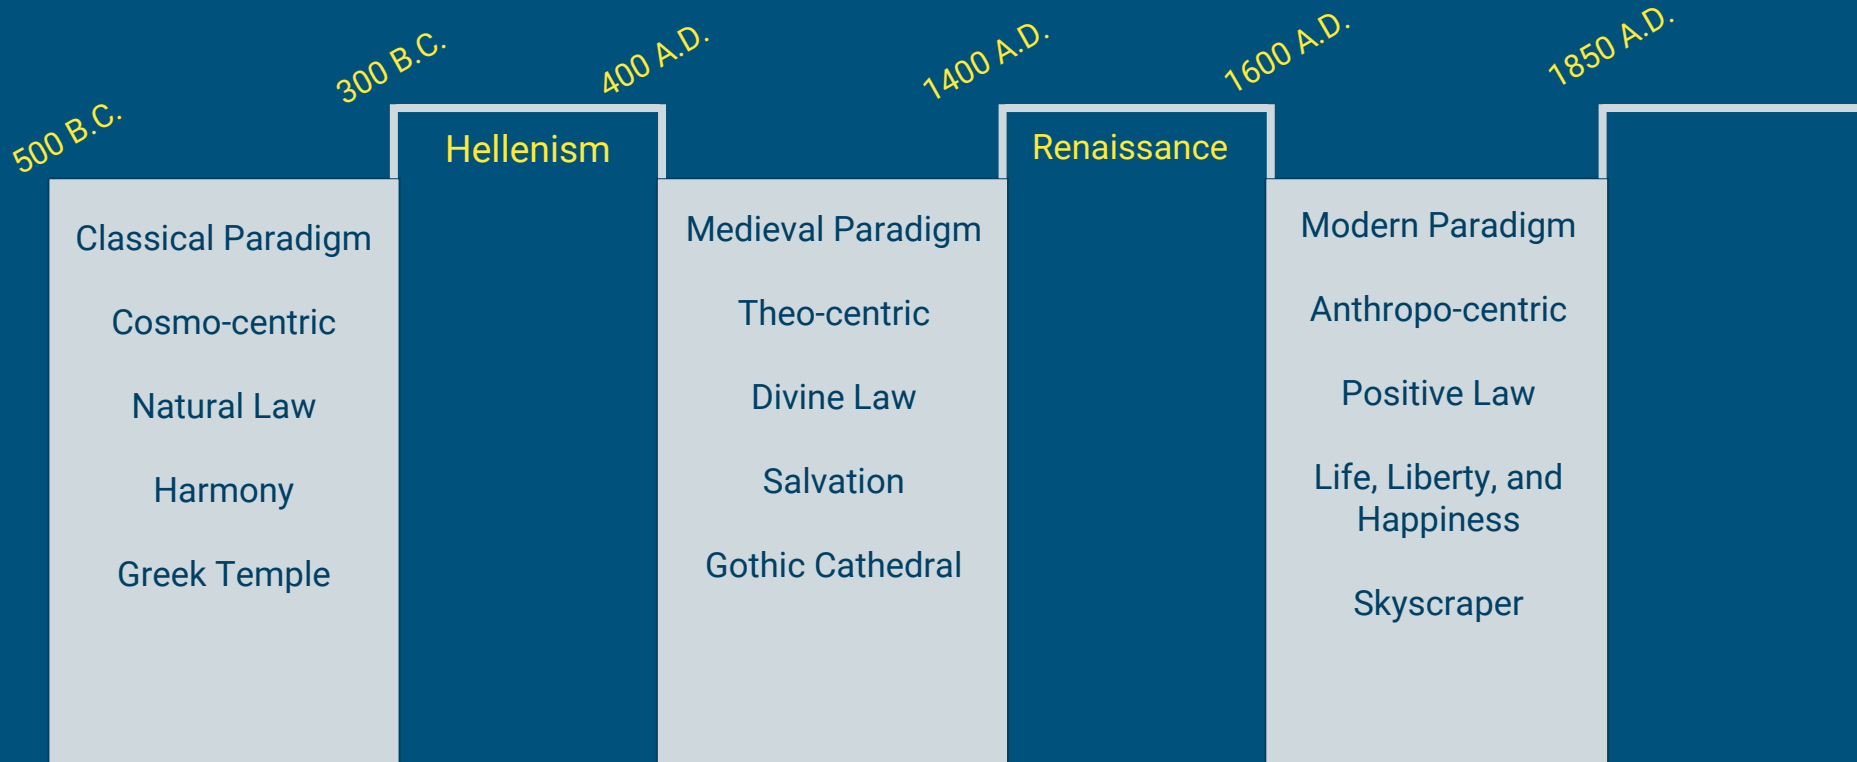 500 B.C.
300 B.C.
400 A.D.
1400 A.D.
1600 A.D.
1850 A.D.
Hellenism
Renaissance
Classical Paradigm
Cosmo-centric
Natural Law
Harmony
Greek Temple
Medieval Paradigm
Theo-centric
Divine Law
Salvation
Gothic Cathedral
Modern Paradigm
Anthropo-centric
Positive Law
Life, Liberty, and
Happiness
Skyscraper